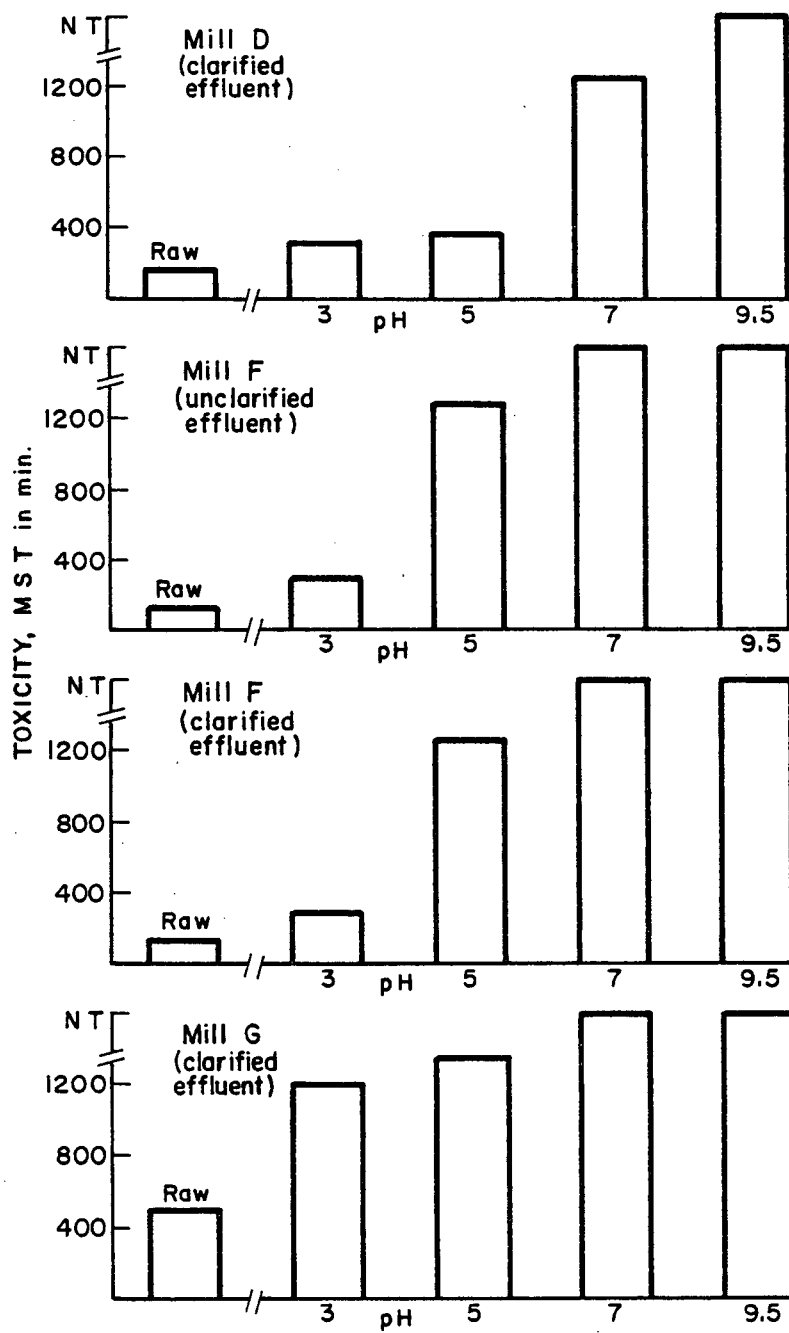 TOXICITY, MST in min.
NT
Mill D
(clarified
effluent)
1200
800
400
Raw
3 pH 5 7 9.5
NT
Mill F
(unclarified
effluent)
1200
800
400
Raw
3 pH 5 7 9.5
NT
Mill F
(clarified
effluent)
1200
800
400
Raw
3 pH 5 7 9.5
NT
Mill G
(clarified
effluent)
1200
800
400
Raw
3 pH 5 7 9.5